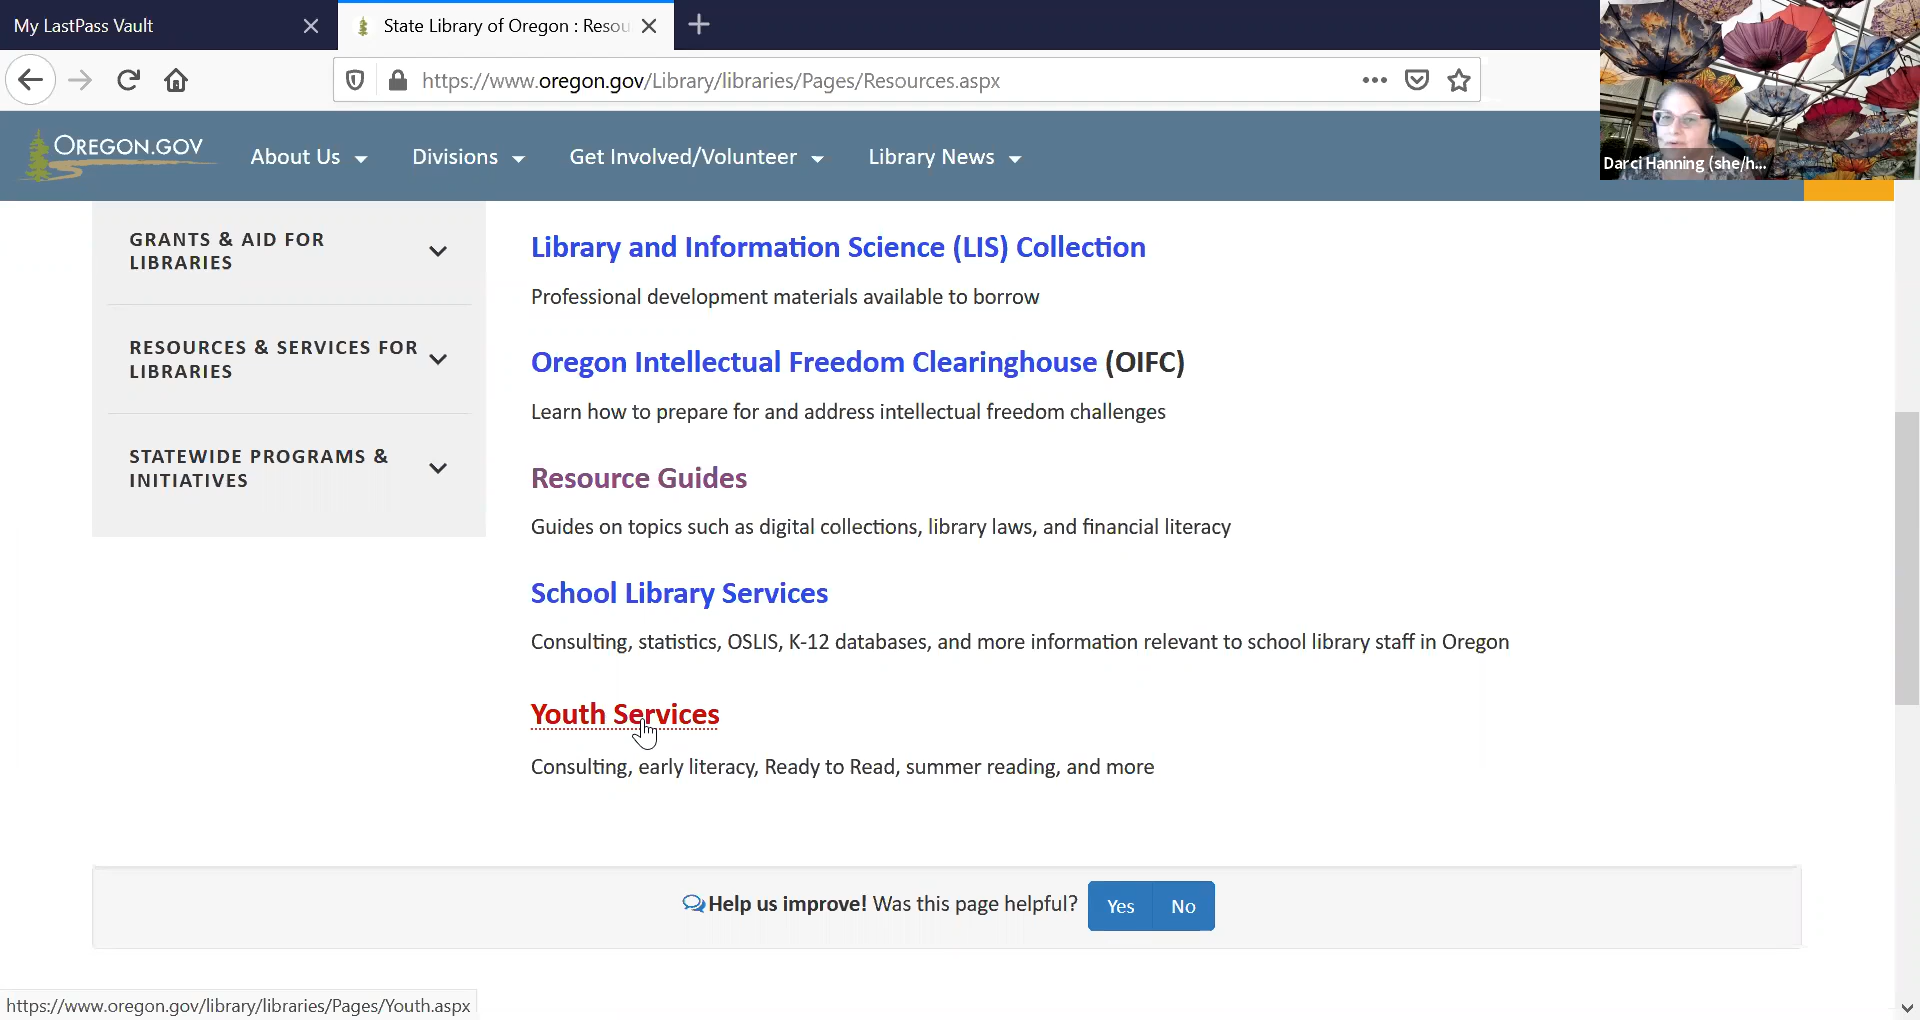 My LastPass Vault
State Library of Oregon : Resou
https://www.oregon.gov/Library/libraries/Pages/Resources.aspx
Darci Hanning (she/h...
OREGON.GOV
About Us
Divisions
Get Involved/Volunteer
Library News
GRANTS & AID FOR
LIBRARIES
RESOURCES & SERVICES FOR
LIBRARIES
STATEWIDE PROGRAMS &
INITIATIVES
Library and Information Science (LIS) Collection
Professional development materials available to borrow
Oregon Intellectual Freedom Clearinghouse (OIFC)
Learn how to prepare for and address intellectual freedom challenges
Resource Guides
Guides on topics such as digital collections, library laws, and financial literacy
School Library Services
Consulting, statistics, OSLIS, K-12 databases, and more information relevant to school library staff in Oregon
Youth Services
Consulting, early literacy, Ready to Read, summer reading, and more
Help us improve! Was this page helpful?
Yes
No
https://www.oregon.gov/library/libraries/Pages/Youth.aspx